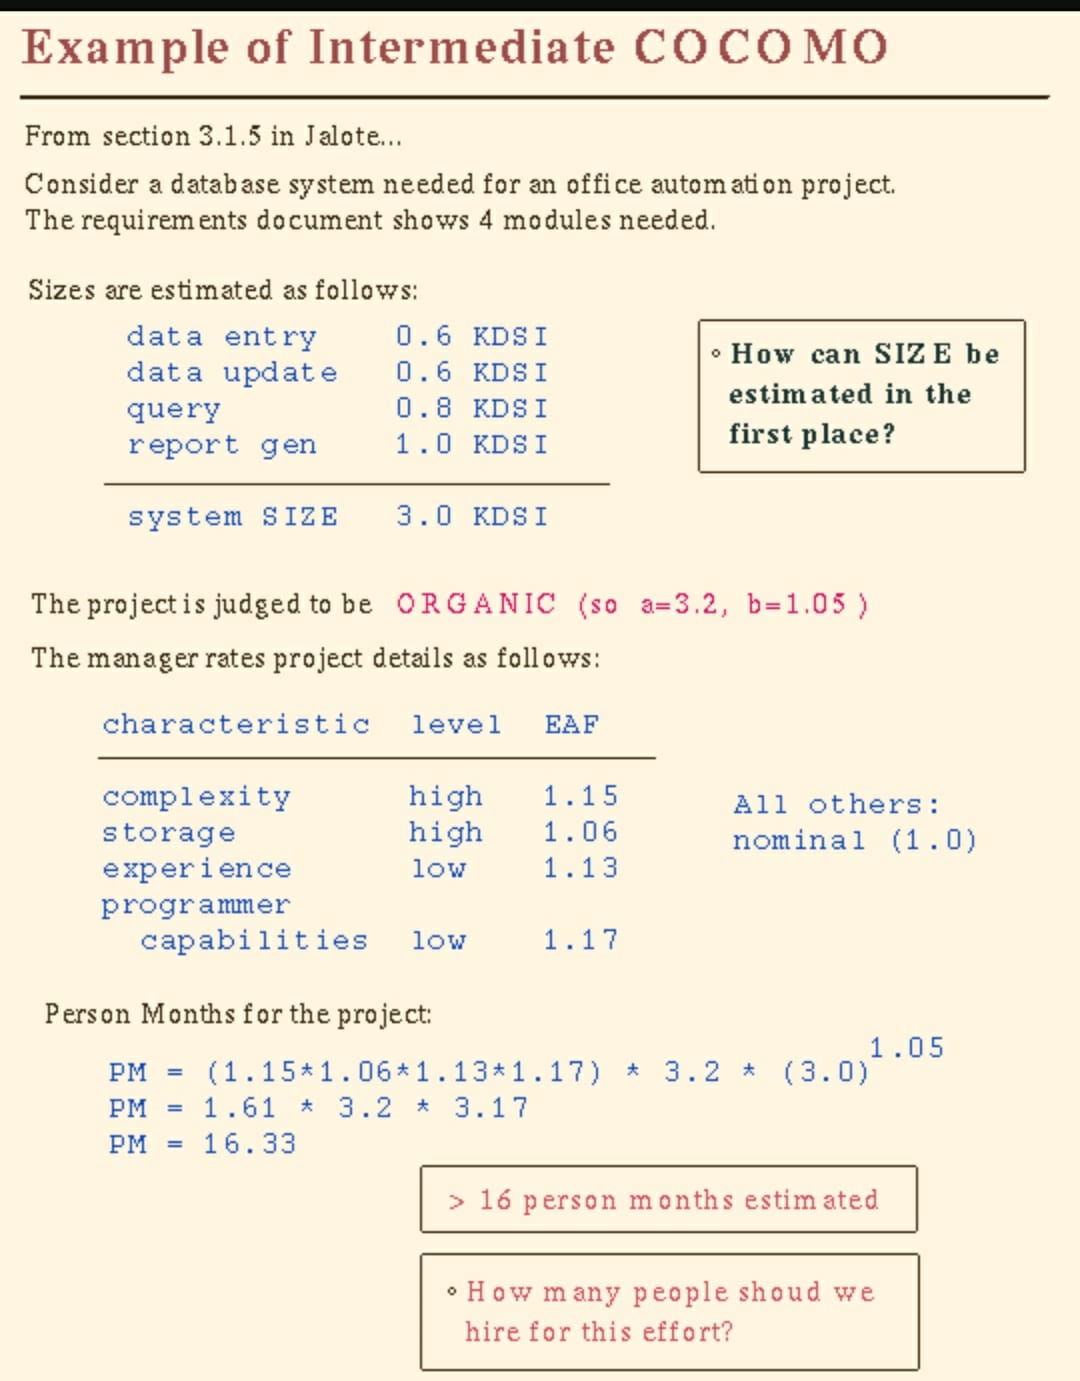 Example of Intermediate COCOMO
From section 3.1.5 in Jalote...
Consider a database system needed for an office automation project.
The requirements document shows 4 modules needed.
Sizes are estimated as follows:
data entry 0.6 KDSI
data update 0.6 KDSI
query 0.8 KDSI
report gen 1.0 KDSI
system SIZE 3.0 KDSI
◦ How can SIZE be
estimated in the
first place?
The project is judged to be ORGANIC (so a=3.2, b=1.05 )
The manager rates project details as follows:
characteristic level EAF
complexity high 1.15
storage high 1.06
experience low 1.13
programmer
capabilities low 1.17
All others:
nominal (1.0)
Person Months for the project:
PM = (1.15*1.06*1.13*1.17) * 3.2 * (3.0)^1.05
PM = 1.61 * 3.2 * 3.17
PM = 16.33
> 16 person months estimated
◦ How many people shoud we
hire for this effort?